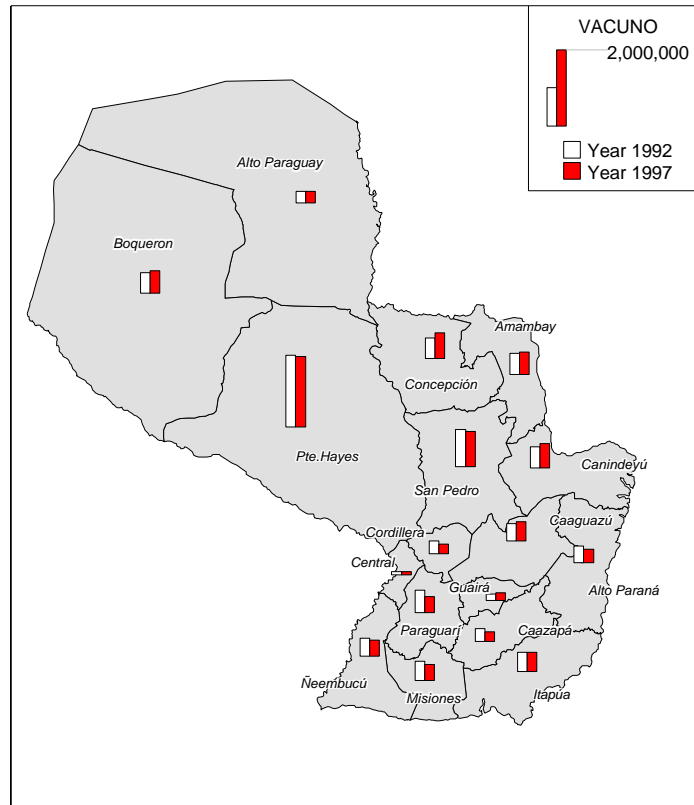 VACUNO
2,000,000
Year 1992
Year 1997
Alto Paraguay
Boqueron
Amambay
Concepción
Pte.Hayes
Canindeyú
San Pedro
Caaguazú
Cordillera
Central
Guairá
Alto Paraná
Paraguarí
Caazapá
Ñeembucú
Misiones
Itápúa